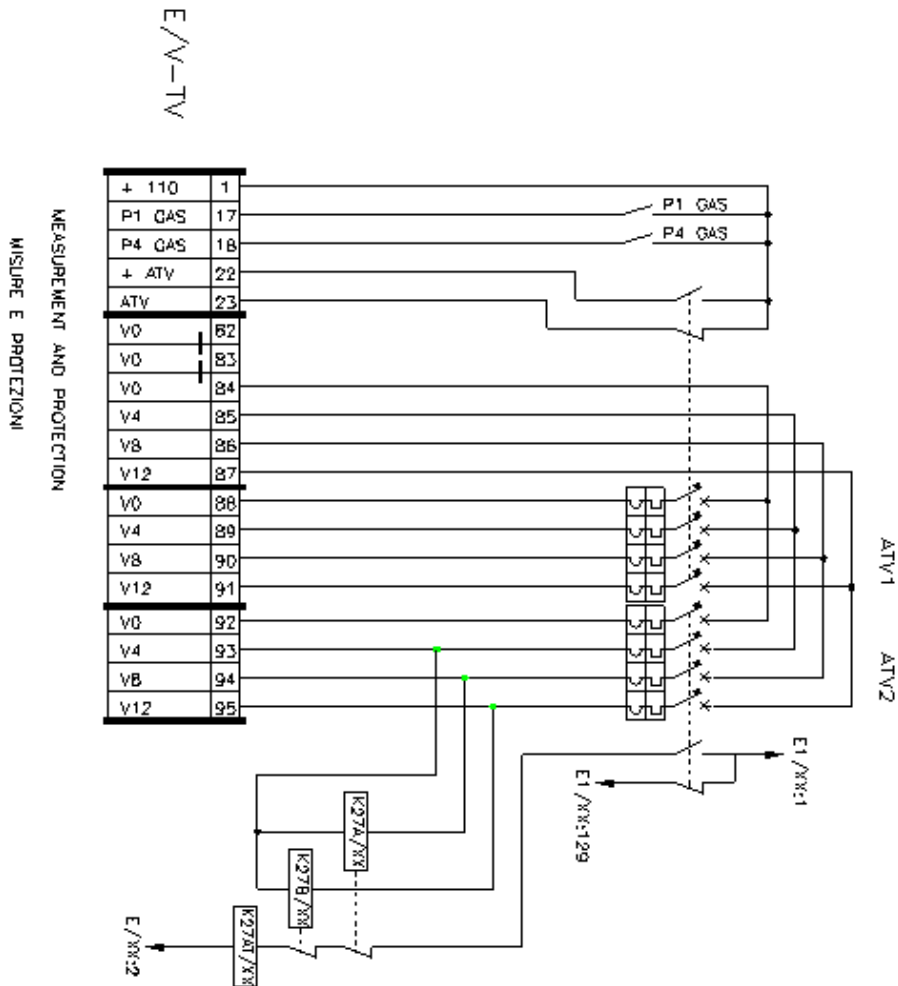 E/V-TV
MEASUREMENT AND PROTECTION
MISURE E PROTEZIONI
+ 110 1
P1 GAS 17
P4 GAS 18
+ ATV 22
ATV 23
V0 82
V0 83
V0 84
V4 85
V8 86
V12 87
V0 88
V4 89
V8 90
V12 91
V0 92
V4 93
V8 94
V12 95
P1 GAS
P4 GAS
ATV1
ATV2
E1/XX:1
E1/XX:129
K27A/XX
K27B/XX
K27AT/XX
E/XX:2